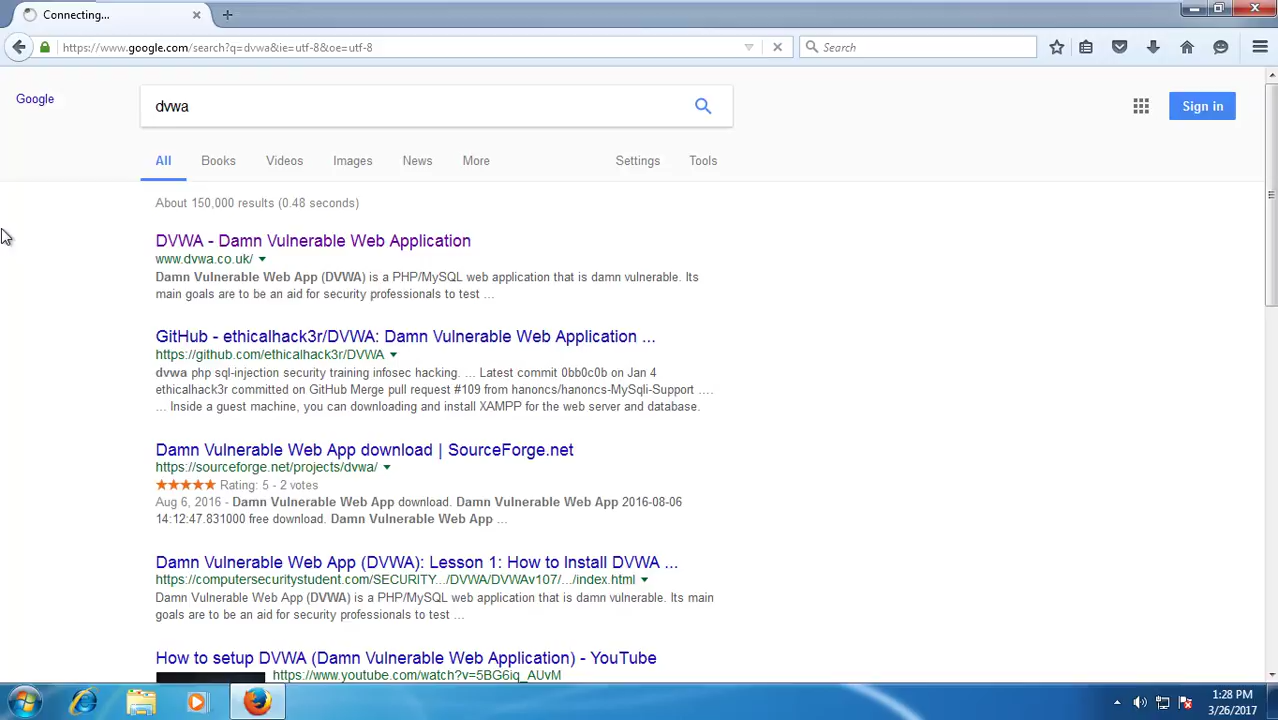 Connecting...
https://www.google.com/search?q=dvwa&ie=utf-8&oe=utf-8
Search
Google
dvwa
Sign in
All Books Videos Images News More Settings Tools
About 150,000 results (0.48 seconds)
DVWA - Damn Vulnerable Web Application
www.dvwa.co.uk/
Damn Vulnerable Web App (DVWA) is a PHP/MySQL web application that is damn vulnerable. Its
main goals are to be an aid for security professionals to test ...
GitHub - ethicalhack3r/DVWA: Damn Vulnerable Web Application ...
https://github.com/ethicalhack3r/DVWA
dvwa php sql-injection security training infosec hacking. ... Latest commit 0bb0c0b on Jan 4
ethicalhack3r committed on GitHub Merge pull request #109 from hanoncs/hanoncs-MySqli-Support ....
... Inside a guest machine, you can downloading and install XAMPP for the web server and database.
Damn Vulnerable Web App download | SourceForge.net
https://sourceforge.net/projects/dvwa/
Rating: 5 - 2 votes
Aug 6, 2016 - Damn Vulnerable Web App download. Damn Vulnerable Web App 2016-08-06
14:12:47.831000 free download. Damn Vulnerable Web App ...
Damn Vulnerable Web App (DVWA): Lesson 1: How to Install DVWA ...
https://computersecuritystudent.com/SECURITY.../DVWA/DVWAv107/.../index.html
Damn Vulnerable Web App (DVWA) is a PHP/MySQL web application that is damn vulnerable. Its main
goals are to be an aid for security professionals to test ...
How to setup DVWA (Damn Vulnerable Web Application) - YouTube
https://www.youtube.com/watch?v=5BG6iq_AUvM
1:28 PM
3/26/2017